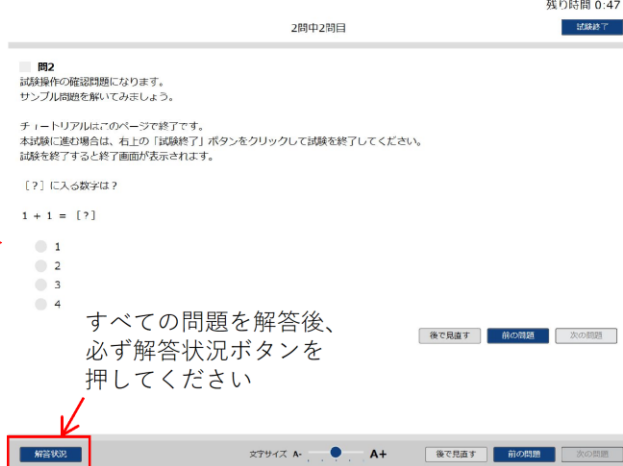 残り時間 0:47
2問中2問目
試験終了
問2
試験操作の確認問題になります。
サンプル問題を解いてみましょう。
チュートリアルはこのページで終了です。
本試験に進む場合は、右上の「試験終了」ボタンをクリックして試験を終了してください。
試験を終了すると終了画面が表示されます。
[?] に入る数字は?
1 + 1 = [?]
1
2
3
4
すべての問題を解答後、
必ず解答状況ボタンを
押してください
後で見直す 前の問題 次の問題
解答状況 文字サイズ A- A+ 後で見直す 前の問題 次の問題